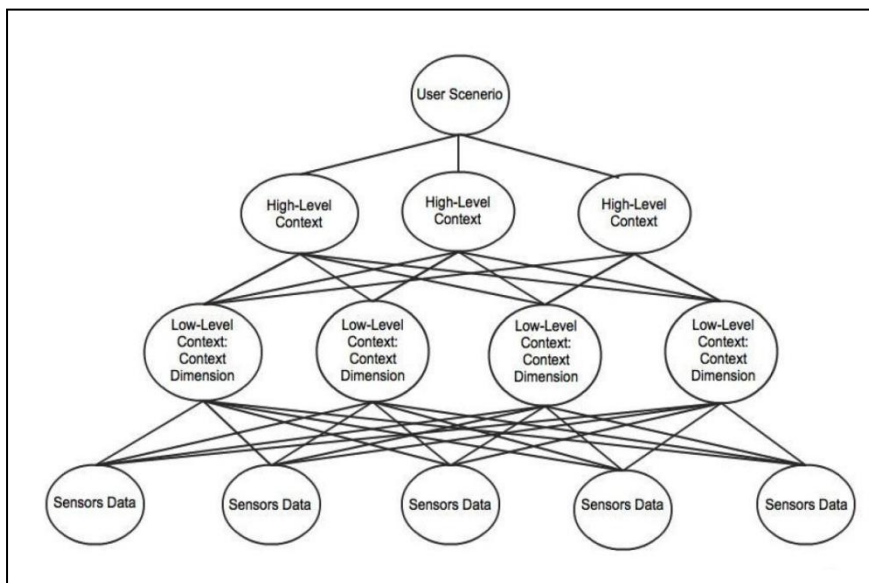 User Scenerio
High-Level
Context
High-Level
Context
High-Level
Context
Low-Level
Context:
Context
Dimension
Low-Level
Context:
Context
Dimension
Low-Level
Context:
Context
Dimension
Low-Level
Context:
Context
Dimension
Sensors Data
Sensors Data
Sensors Data
Sensors Data
Sensors Data